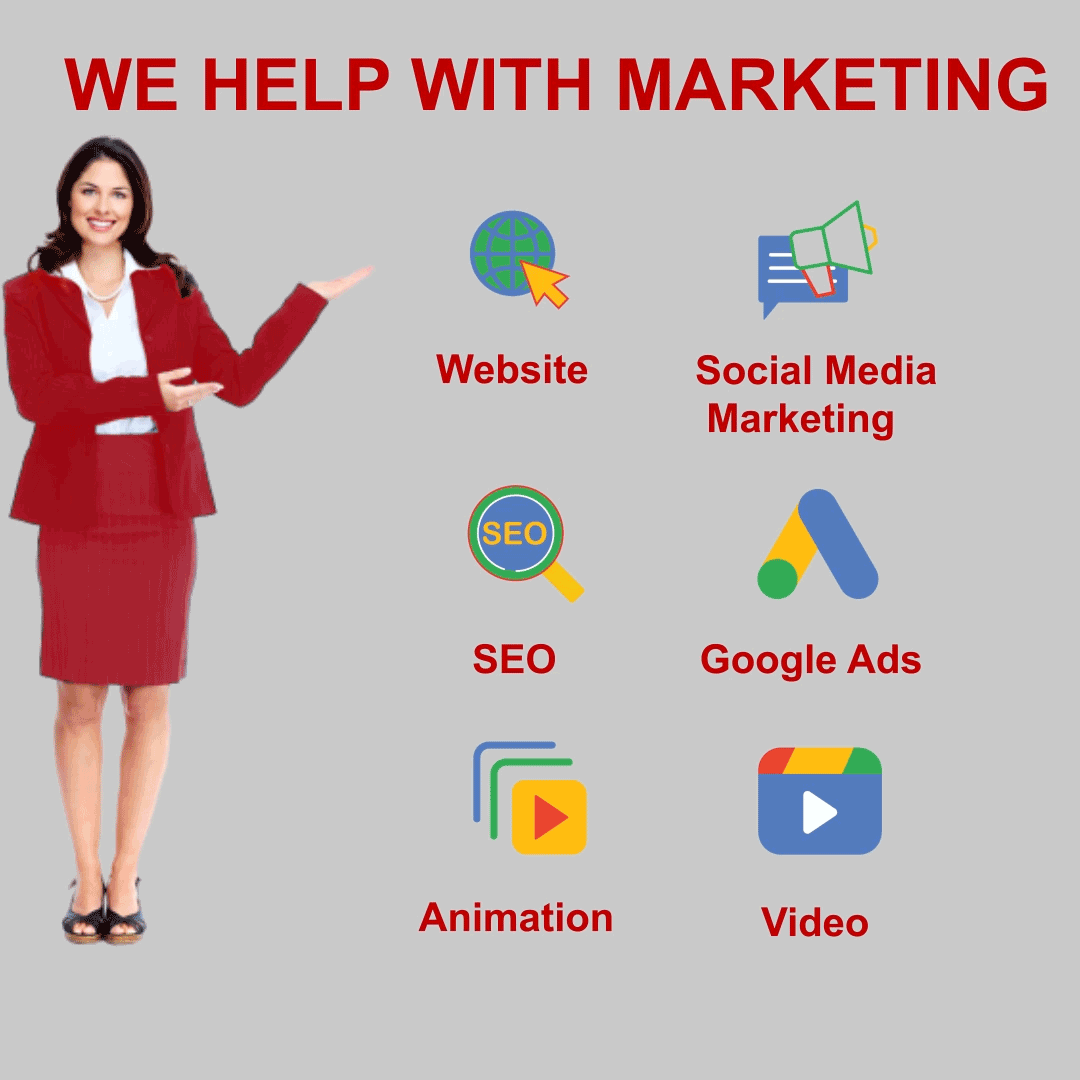 WE HELP WITH MARKETING
Website
Social Media
Marketing
SEO
SEO
Google Ads
Animation
Video